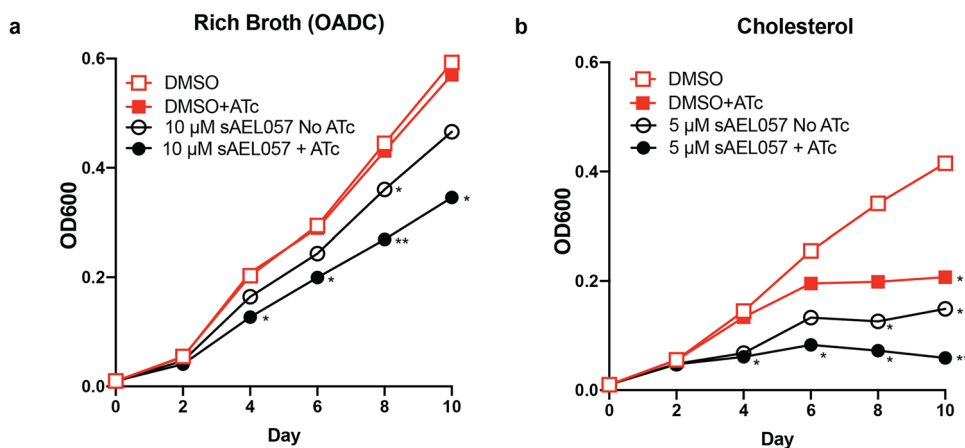 a
Rich Broth (OADC)
0.6
0.4
0.2
0.0
OD600
DMSO
DMSO+ATc
10 µM sAEL057 No ATc
10 µM sAEL057 + ATc
*
*
*
**
*
0 2 4 6 8 10
Day
b
Cholesterol
0.6
0.4
0.2
0.0
OD600
DMSO
DMSO+ATc
5 µM sAEL057 No ATc
5 µM sAEL057 + ATc
*
*
*
*
*
*
**
0 2 4 6 8 10
Day